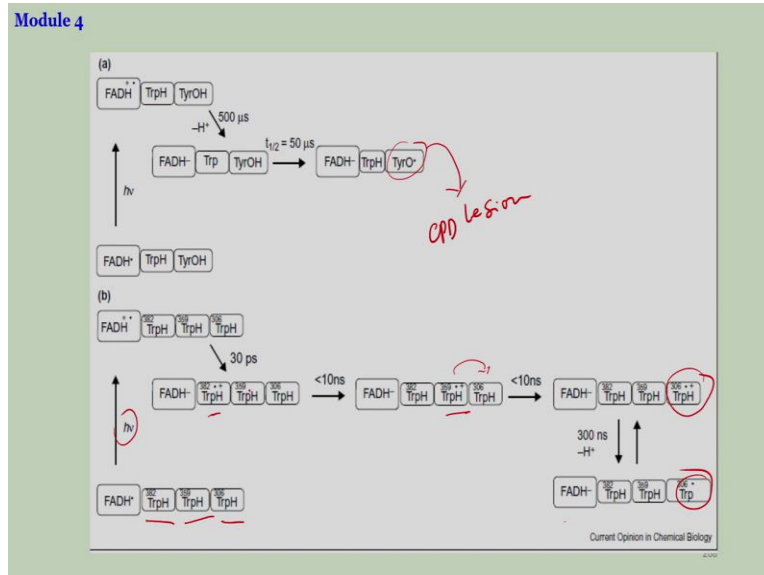 Module 4
(a)
FADH*• TrpH TyrOH
–H⁺ 500 μs
FADH– Trp TyrOH t1/2 = 50 μs FADH– TrpH TyrO•
hν
CPD lesion
FADH• TrpH TyrOH
(b)
FADH*• 382 TrpH 359 TrpH 306 TrpH
30 ps
FADH– 382 TrpH•+ 359 TrpH 306 TrpH <10ns FADH– 382 TrpH 359 TrpH•+ 306 TrpH <10ns FADH– 382 TrpH 359 TrpH 306 TrpH•+
hν
300 ns
–H⁺
FADH• 382 TrpH 359 TrpH 306 TrpH
FADH– 382 TrpH 359 TrpH 306 Trp•
Current Opinion in Chemical Biology